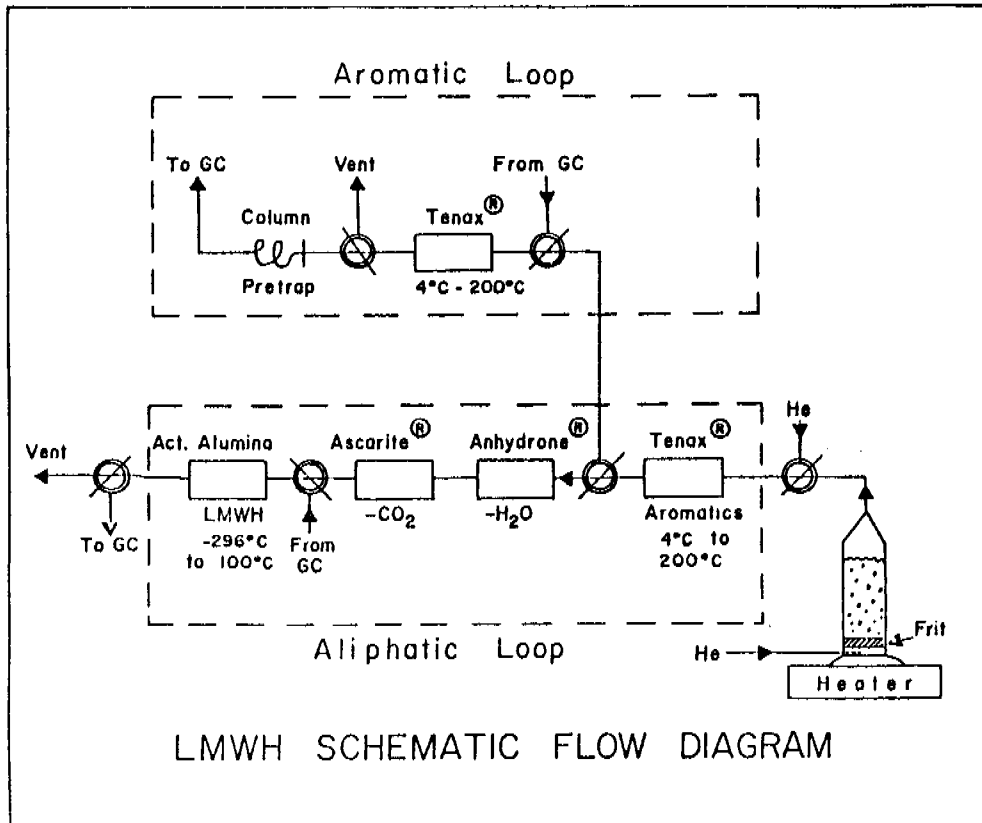 Aromatic Loop
To GC
Vent
From GC
Column
Tenax®
Pretrap
4°C - 200°C
He
Vent
Act. Alumina
Ascarite®
Anhydrone®
Tenax®
To GC
LMWH
-296°C
to 100°C
From
GC
-CO₂
-H₂O
Aromatics
4°C to
200°C
Frit
Aliphatic Loop
He
Heater
LMWH SCHEMATIC FLOW DIAGRAM